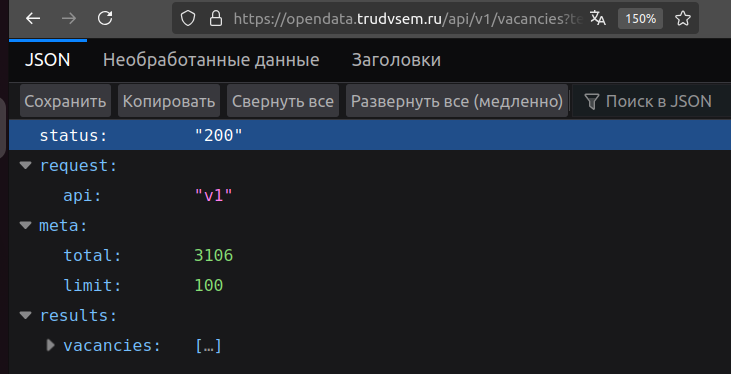 https://opendata.trudvsem.ru/api/v1/vacancies?te 150%
JSON Необработанные данные Заголовки
Сохранить Копировать Свернуть все Развернуть все (медленно) Поиск в JSON
status: "200"
request:
api: "v1"
meta:
total: 3106
limit: 100
results:
vacancies: […]